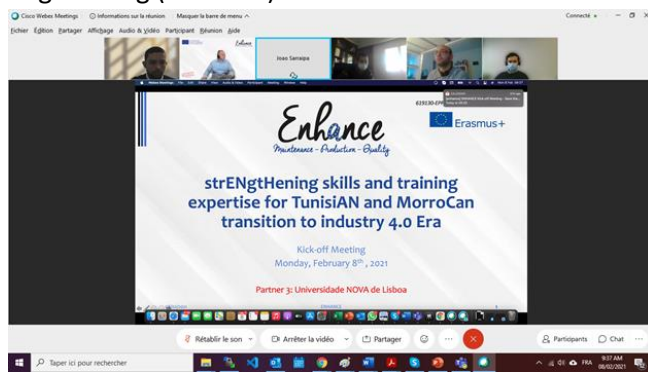 Cisco Webex Meetings Informations sur la réunion Masquer la barre de menu Connecté
Fichier Édition Partager Affichage Audio & Vidéo Participant Réunion Aide
Enhance
Joao Sarraipa
Enhance
Maintenance - Production - Quality
Erasmus+
strENgtHening skills and training
expertise for TunisiAN and MorroCan
transition to industry 4.0 Era
Kick-off Meeting
Monday, February 8th, 2021
Partner 3: Universidade NOVA de Lisboa
Rétablir le son Arrêter la vidéo Partager Participants Chat
Taper ici pour rechercher FRA 9:37 AM
08/02/2021